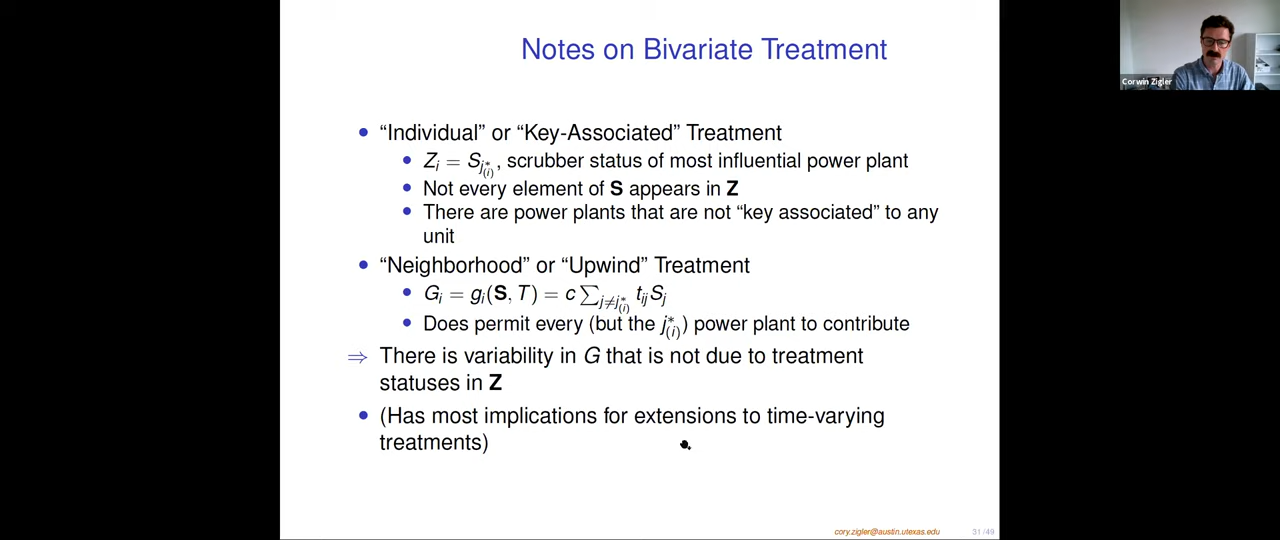 Notes on Bivariate Treatment
Corwin Zigler
• “Individual” or “Key-Associated” Treatment
• Z_i = S_{j*_{(i)}}, scrubber status of most influential power plant
• Not every element of S appears in Z
• There are power plants that are not “key associated” to any
unit
• “Neighborhood” or “Upwind” Treatment
• G_i = g_i(S, T) = c ∑_{j≠j*_{(i)}} t_{ij}S_j
• Does permit every (but the j*_{(i)}) power plant to contribute
⇒ There is variability in G that is not due to treatment
statuses in Z
• (Has most implications for extensions to time-varying
treatments)
cory.zigler@austin.utexas.edu 31/49